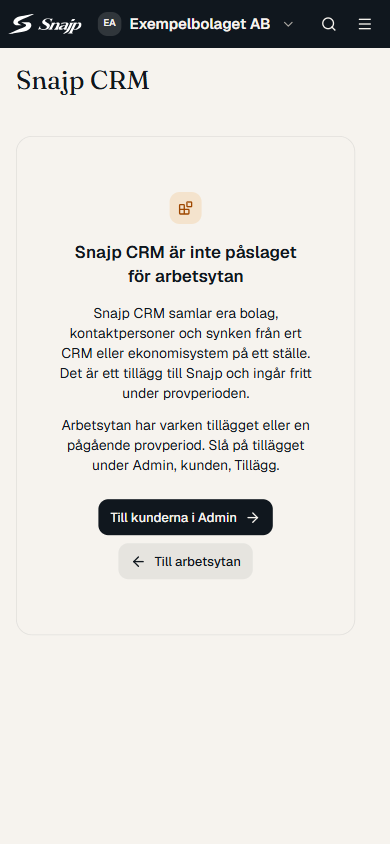 Snajp
EA
Exempelbolaget AB
Snajp CRM
Snajp CRM är inte påslaget
för arbetsytan
Snajp CRM samlar era bolag,
kontaktpersoner och synken från ert
CRM eller ekonomisystem på ett ställe.
Det är ett tillägg till Snajp och ingår fritt
under provperioden.
Arbetsytan har varken tillägget eller en
pågående provperiod. Slå på tillägget
under Admin, kunden, Tillägg.
Till kunderna i Admin
Till arbetsytan